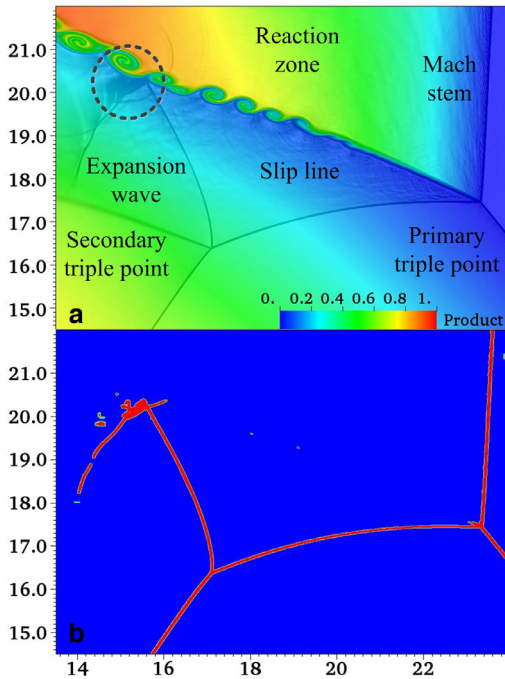 21.0
20.0
19.0
18.0
17.0
16.0
15.0
Reaction
zone
Mach
stem
Expansion
wave
Slip line
Secondary
triple point
Primary
triple point
0. 0.2 0.4 0.6 0.8 1.
Product
a
21.0
20.0
19.0
18.0
17.0
16.0
15.0
b
14 16 18 20 22